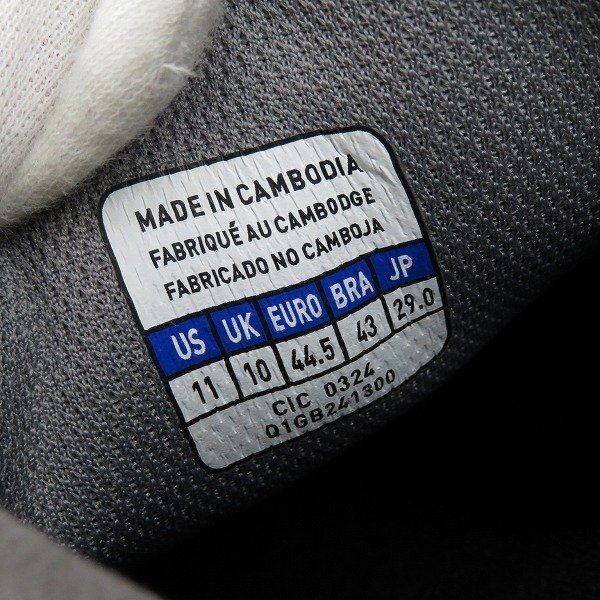 MADE IN CAMBODIA
FABRIQUÉ AU CAMBODGE
FABRICADO NO CAMBOJA
US UK EURO BRA JP
11 10 44.5 43 29.0
CIC 0324
Q1GB241300